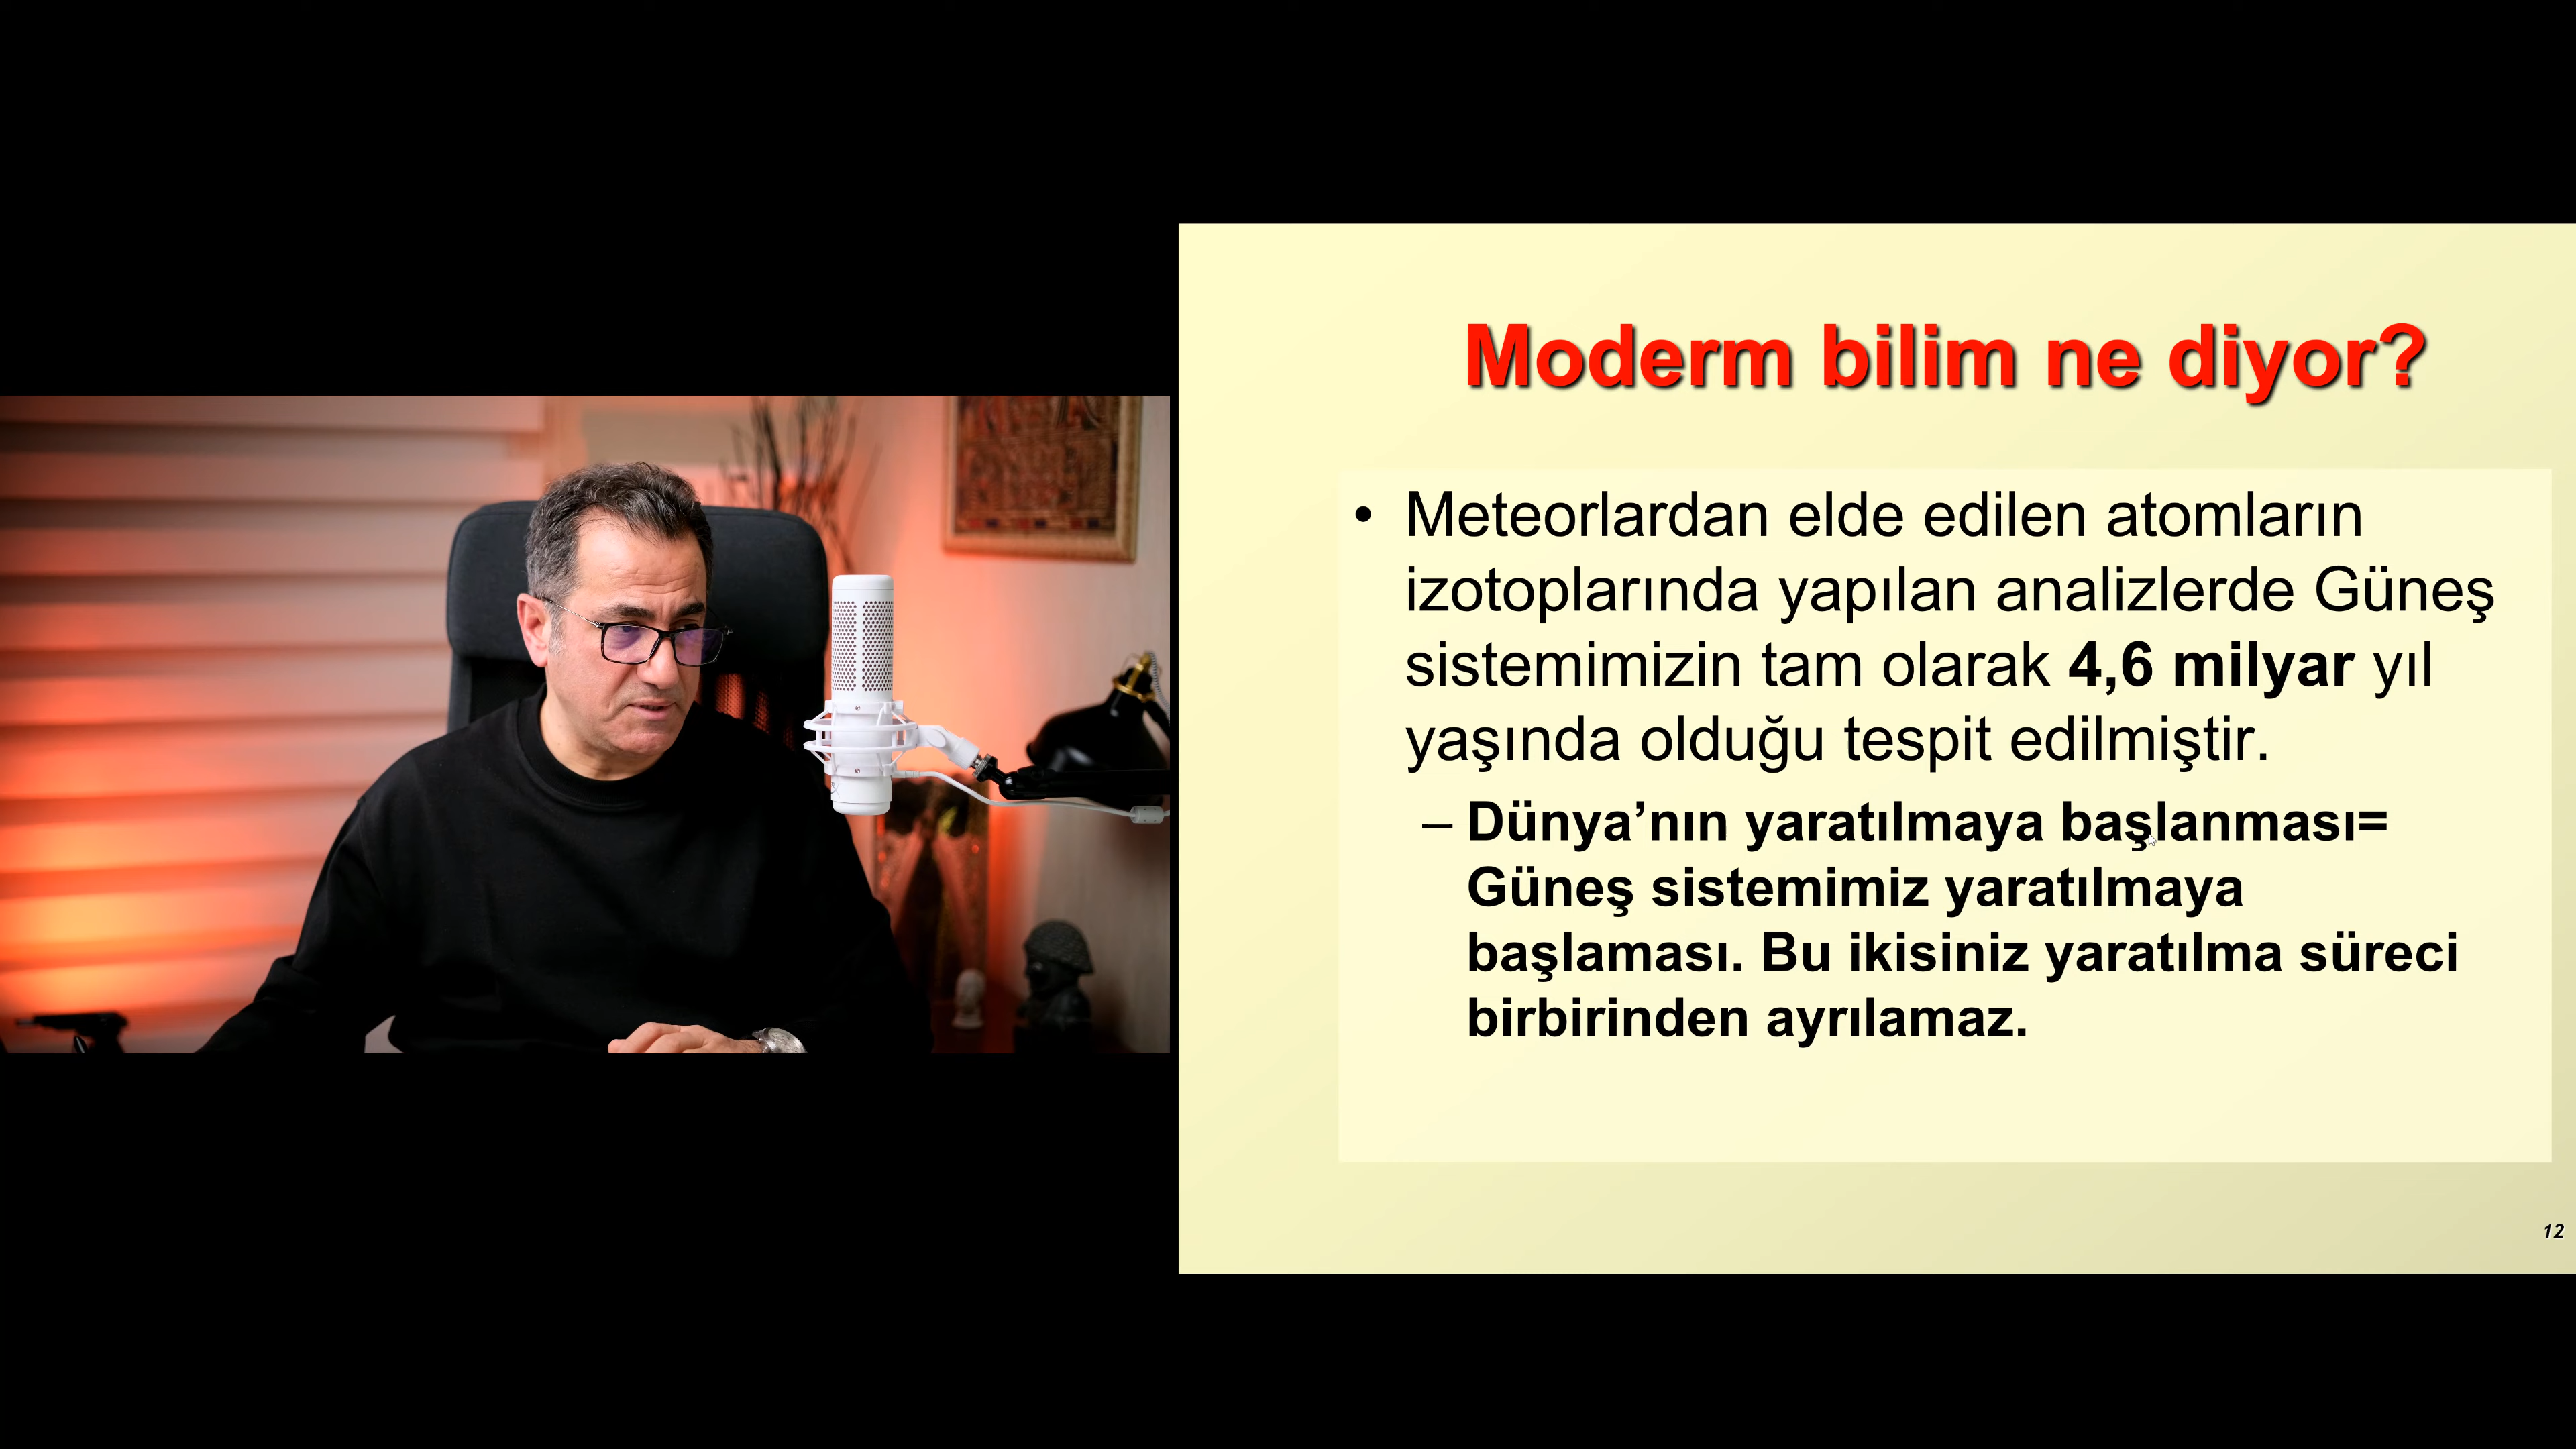 Moderm bilim ne diyor?
• Meteorlardan elde edilen atomların
izotoplarında yapılan analizlerde Güneş
sistemimizin tam olarak 4,6 milyar yıl
yaşında olduğu tespit edilmiştir.
– Dünya’nın yaratılmaya başlanması=
Güneş sistemimiz yaratılmaya
başlaması. Bu ikisiniz yaratılma süreci
birbirinden ayrılamaz.
12